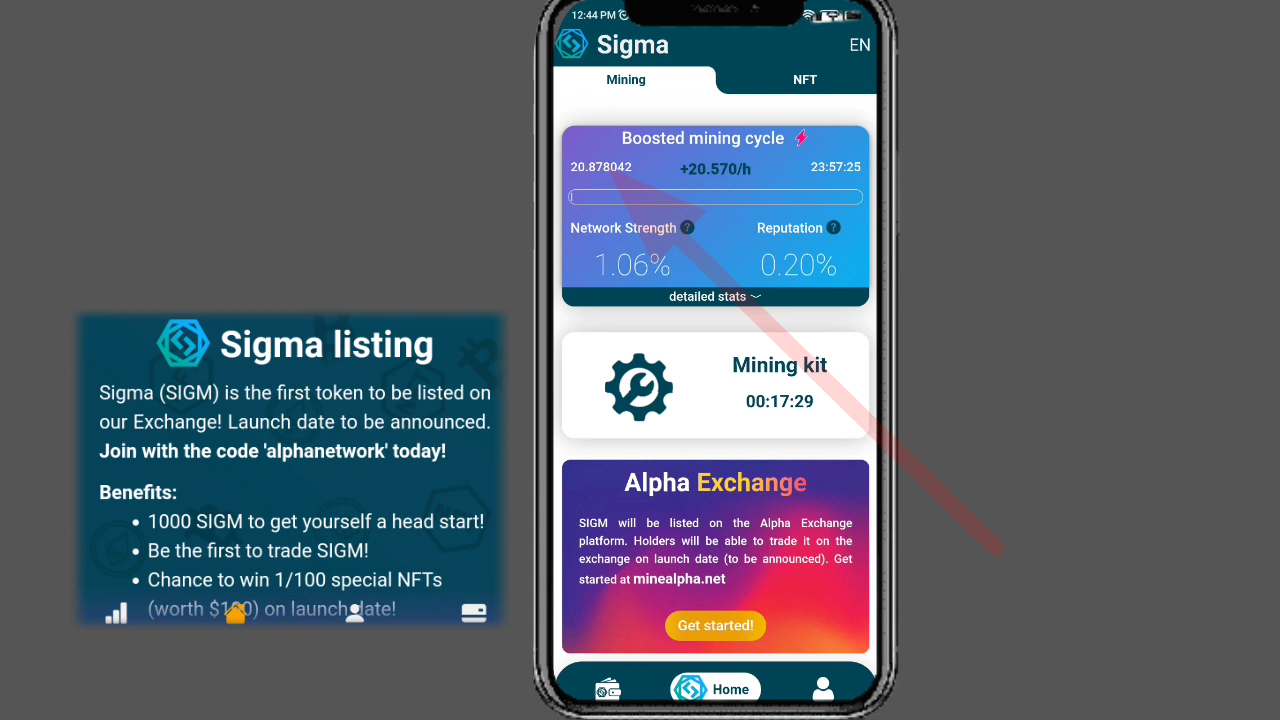 12:44 PM
Sigma
EN
Mining
NFT
Boosted mining cycle
20.878042
+20.570/h
23:57:25
Network Strength ?
Reputation ?
1.06%
0.20%
detailed stats
Mining kit
00:17:29
Alpha Exchange
SIGM will be listed on the Alpha Exchange
platform. Holders will be able to trade it on the
exchange on launch date (to be announced). Get
started at minealpha.net
Get started!
Home
Sigma listing
Sigma (SIGM) is the first token to be listed on
our Exchange! Launch date to be announced.
Join with the code 'alphanetwork' today!
Benefits:
• 1000 SIGM to get yourself a head start!
• Be the first to trade SIGM!
• Chance to win 1/100 special NFTs
(worth $100) on launch date!